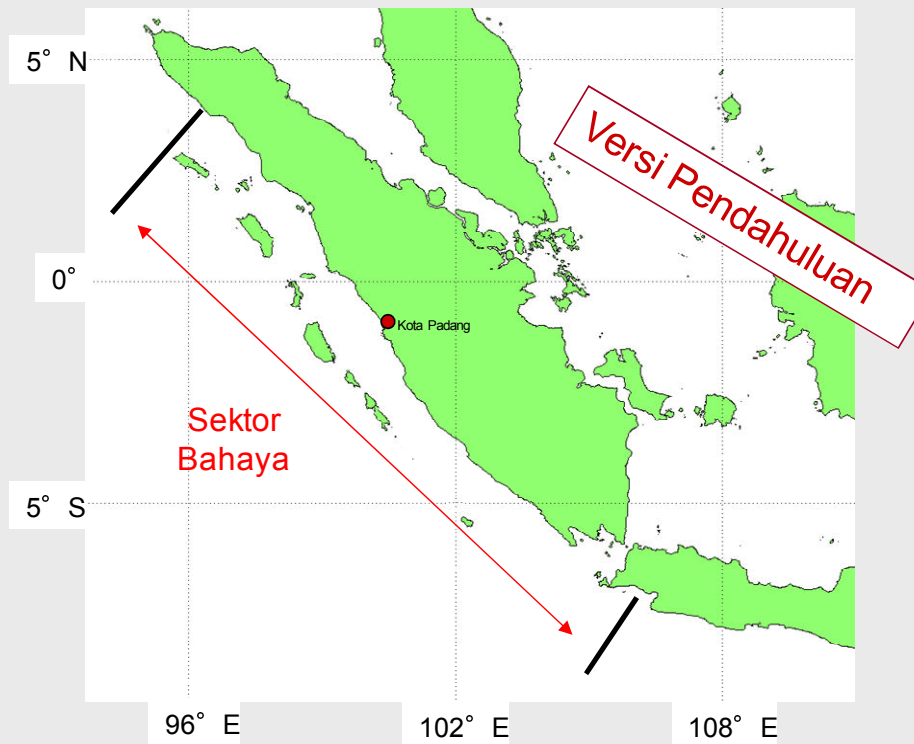 5° N
Versi Pendahuluan
0°
Kota Padang
Sektor
Bahaya
5° S
96° E
102° E
108° E